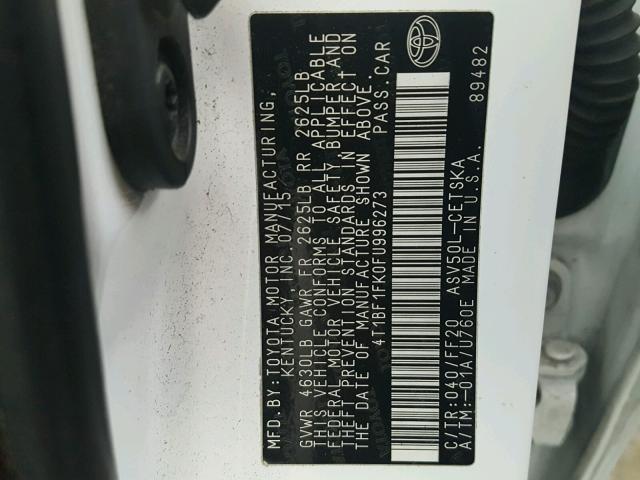 MFD. BY: TOYOTA MOTOR MANUFACTURING,
KENTUCKY, INC. 07/15
GVWR 4630LB GAWR FR 2625LB RR 2625LB
THIS VEHICLE CONFORMS TO ALL APPLICABLE
FEDERAL MOTOR VEHICLE SAFETY, BUMPER, AND
THEFT PREVENTION STANDARDS IN EFFECT ON
THE DATE OF MANUFACTURE SHOWN ABOVE.
4T1BF1FK0FU996273 PASS. CAR
C/TR: 040/FF20 ASV50L-CETSKA
A/TM: -01A/U760E MADE IN U.S.A.
89482